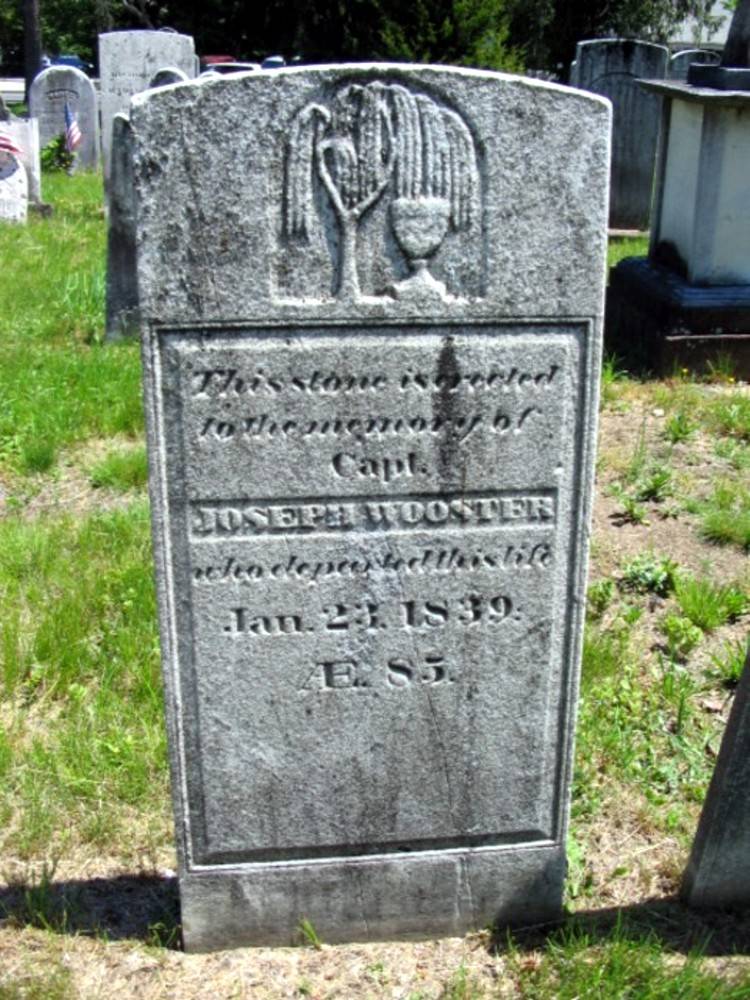 This stone is erected
to the memory of
Capt.
JOSEPH WOOSTER
who departed this life
Jan. 23. 1839.
Æ. 85.